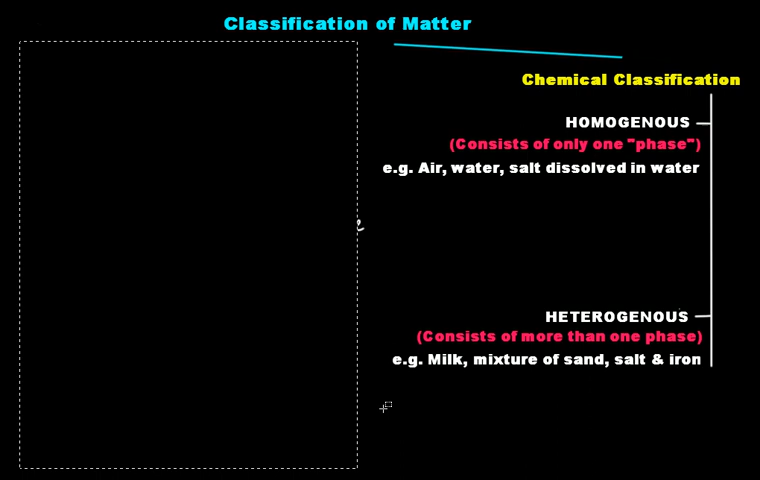 Classification of Matter
Chemical Classification
HOMOGENOUS
(Consists of only one "phase")
e.g. Air, water, salt dissolved in water
HETEROGENOUS
(Consists of more than one phase)
e.g. Milk, mixture of sand, salt & iron